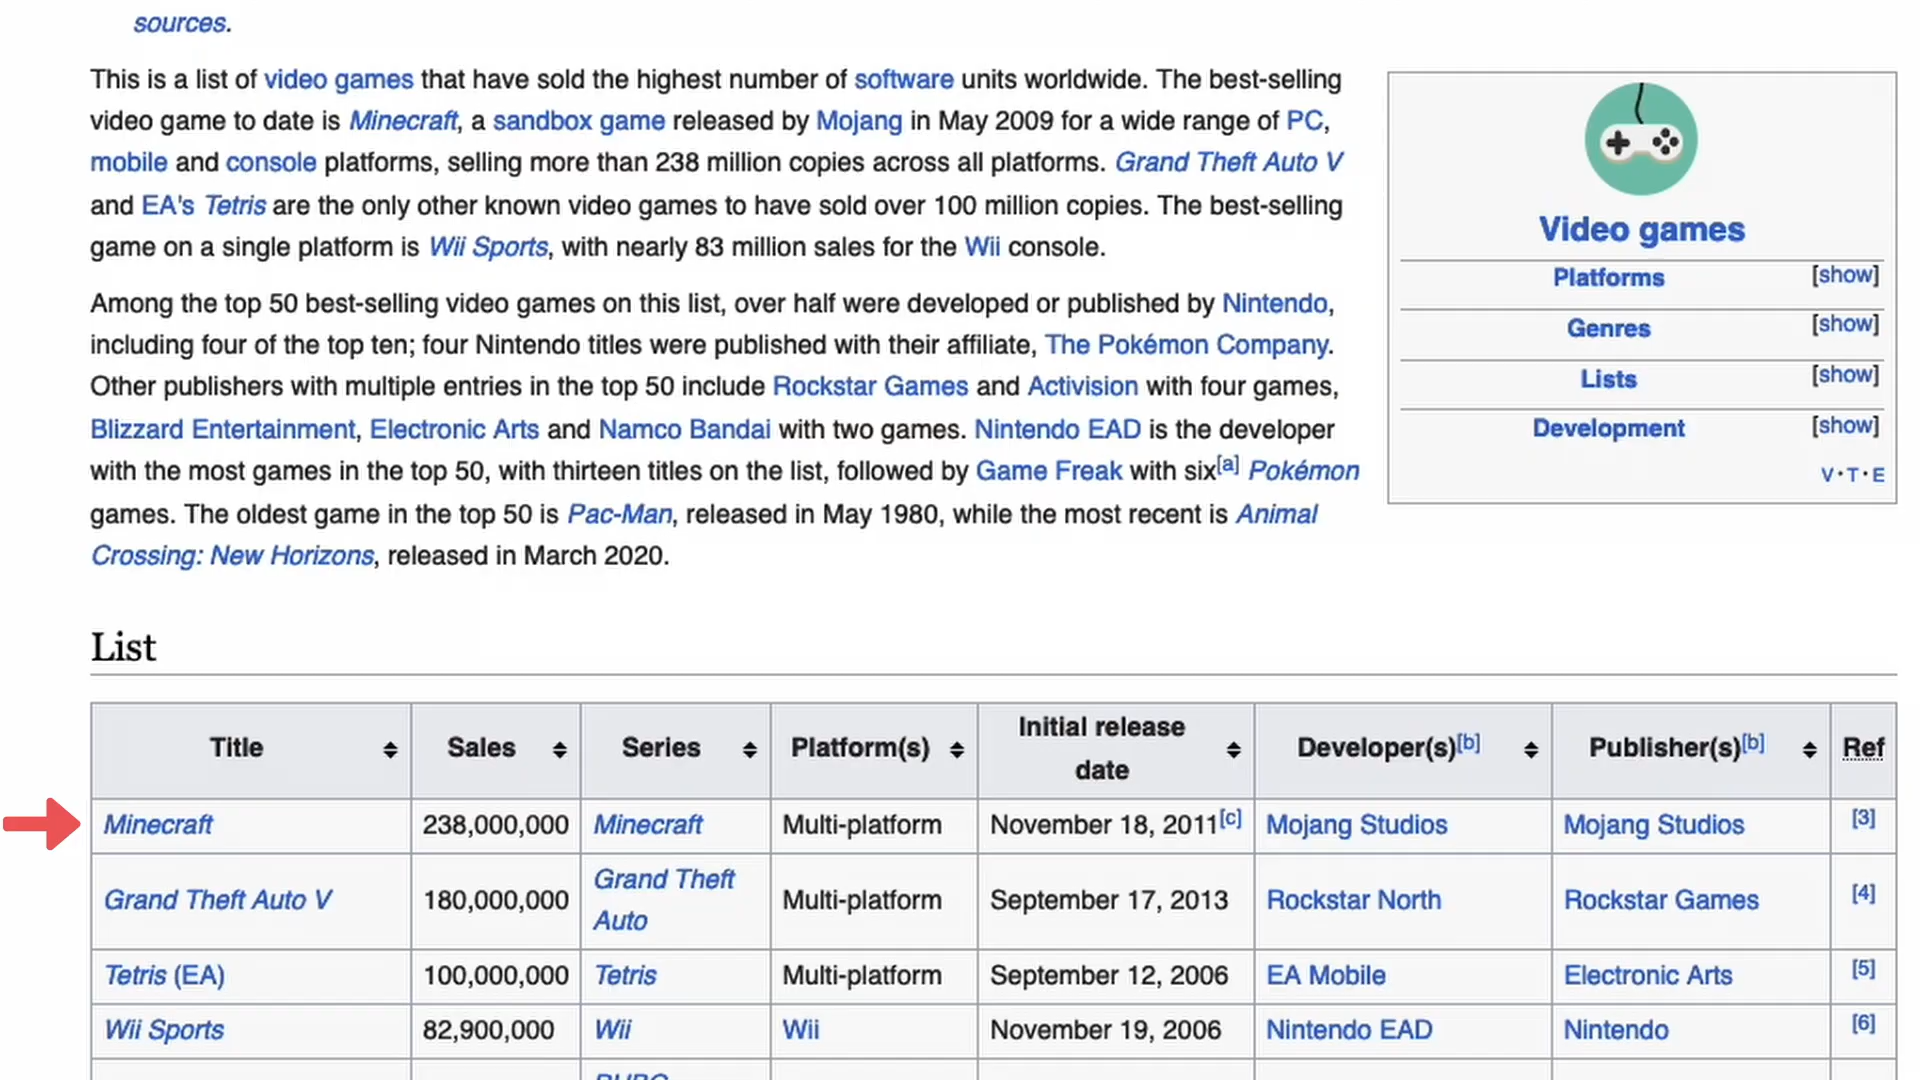 sources.
This is a list of video games that have sold the highest number of software units worldwide. The best-selling
video game to date is Minecraft, a sandbox game released by Mojang in May 2009 for a wide range of PC,
mobile and console platforms, selling more than 238 million copies across all platforms. Grand Theft Auto V
and EA's Tetris are the only other known video games to have sold over 100 million copies. The best-selling
game on a single platform is Wii Sports, with nearly 83 million sales for the Wii console.
Among the top 50 best-selling video games on this list, over half were developed or published by Nintendo,
including four of the top ten; four Nintendo titles were published with their affiliate, The Pokémon Company.
Other publishers with multiple entries in the top 50 include Rockstar Games and Activision with four games,
Blizzard Entertainment, Electronic Arts and Namco Bandai with two games. Nintendo EAD is the developer
with the most games in the top 50, with thirteen titles on the list, followed by Game Freak with six[a] Pokémon
games. The oldest game in the top 50 is Pac-Man, released in May 1980, while the most recent is Animal
Crossing: New Horizons, released in March 2020.
Video games
Platforms [show]
Genres [show]
Lists [show]
Development [show]
V·T·E
List
Title Sales Series Platform(s) Initial release date Developer(s)[b] Publisher(s)[b] Ref
Minecraft 238,000,000 Minecraft Multi-platform November 18, 2011[c] Mojang Studios Mojang Studios [3]
Grand Theft Auto V 180,000,000 Grand Theft Auto Multi-platform September 17, 2013 Rockstar North Rockstar Games [4]
Tetris (EA) 100,000,000 Tetris Multi-platform September 12, 2006 EA Mobile Electronic Arts [5]
Wii Sports 82,900,000 Wii Wii November 19, 2006 Nintendo EAD Nintendo [6]